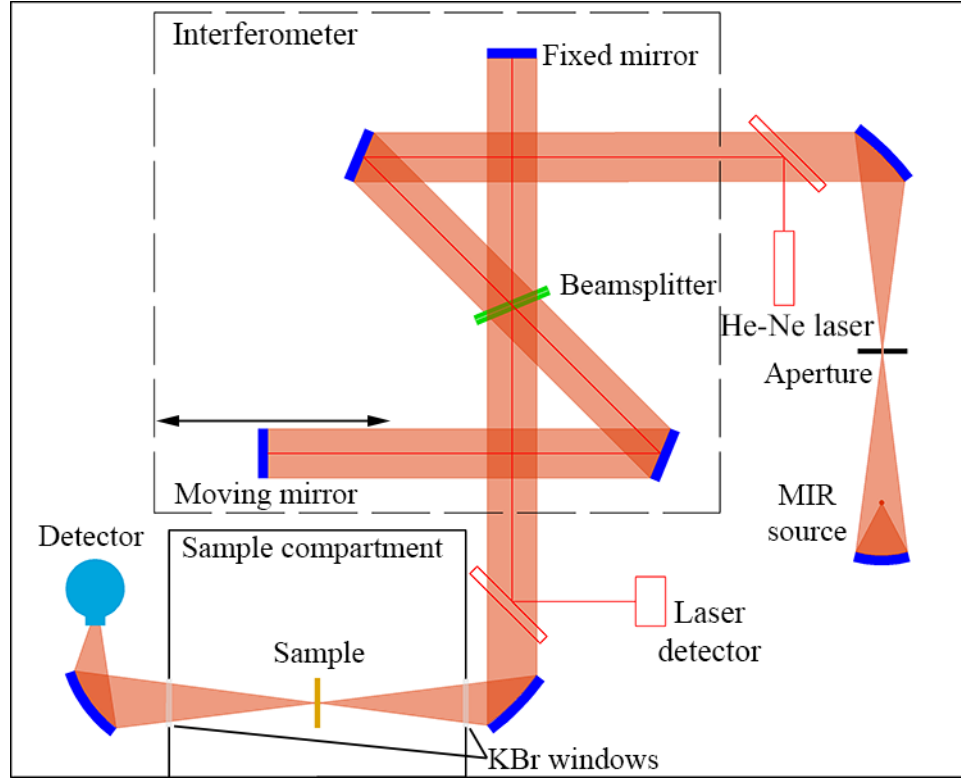 Interferometer
Fixed mirror
Beamsplitter
He-Ne laser
Aperture
MIR
source
Moving mirror
Detector
Sample compartment
Sample
Laser
detector
KBr windows